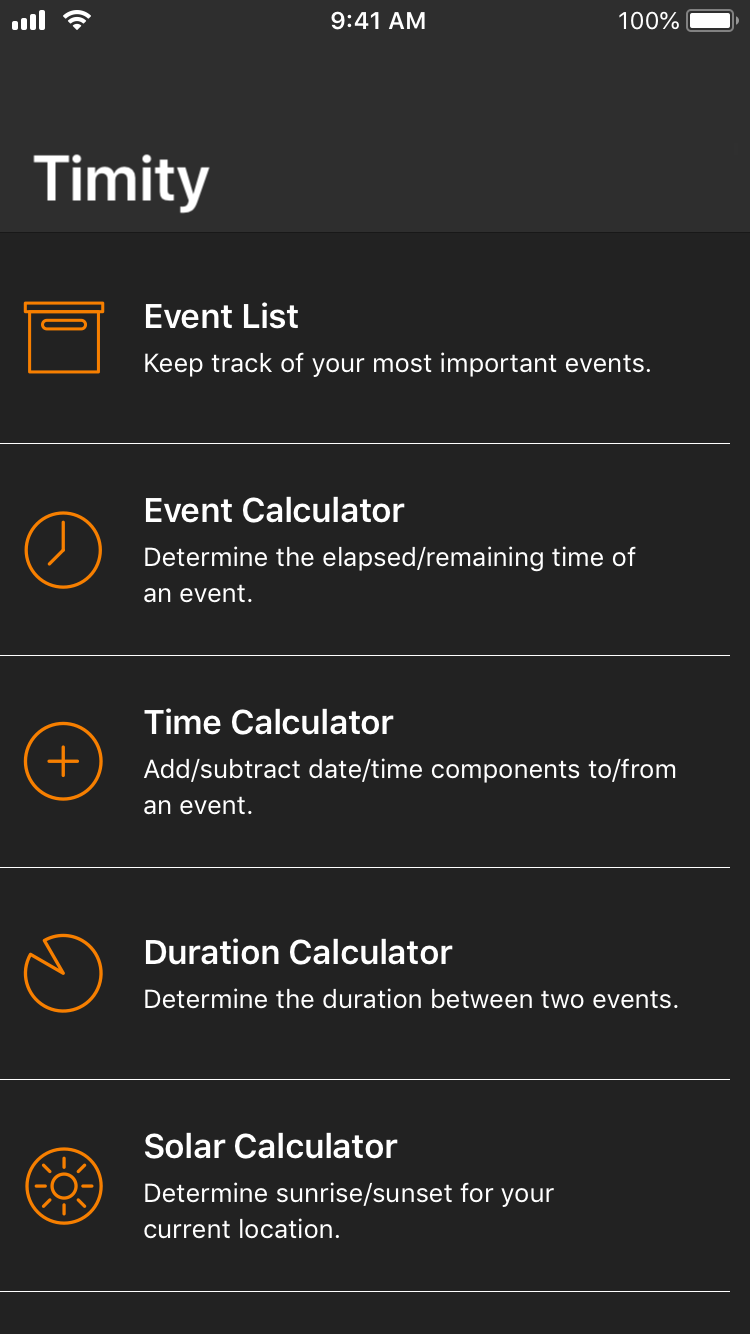 9:41 AM 100%
Timity
Event List
Keep track of your most important events.
Event Calculator
Determine the elapsed/remaining time of
an event.
Time Calculator
Add/subtract date/time components to/from
an event.
Duration Calculator
Determine the duration between two events.
Solar Calculator
Determine sunrise/sunset for your
current location.